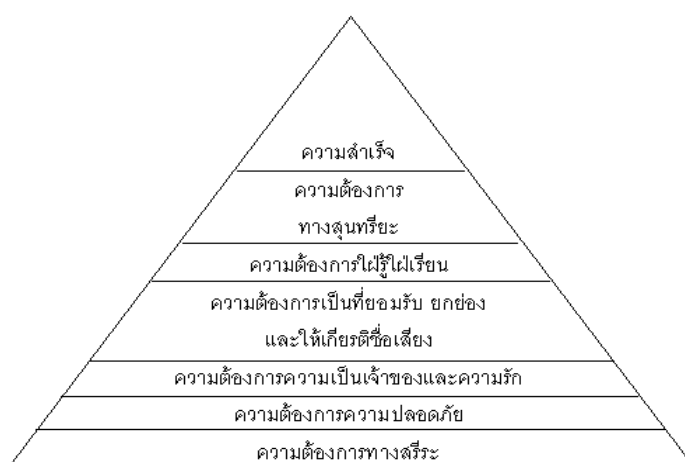 ความสำเร็จ
ความต้องการ
ทางสุนทรียะ
ความต้องการใฝ่รู้ใฝ่เรียน
ความต้องการเป็นที่ยอมรับ ยกย่อง
และให้เกียรติชื่อเสียง
ความต้องการความเป็นเจ้าของและความรัก
ความต้องการความปลอดภัย
ความต้องการทางสรีระ